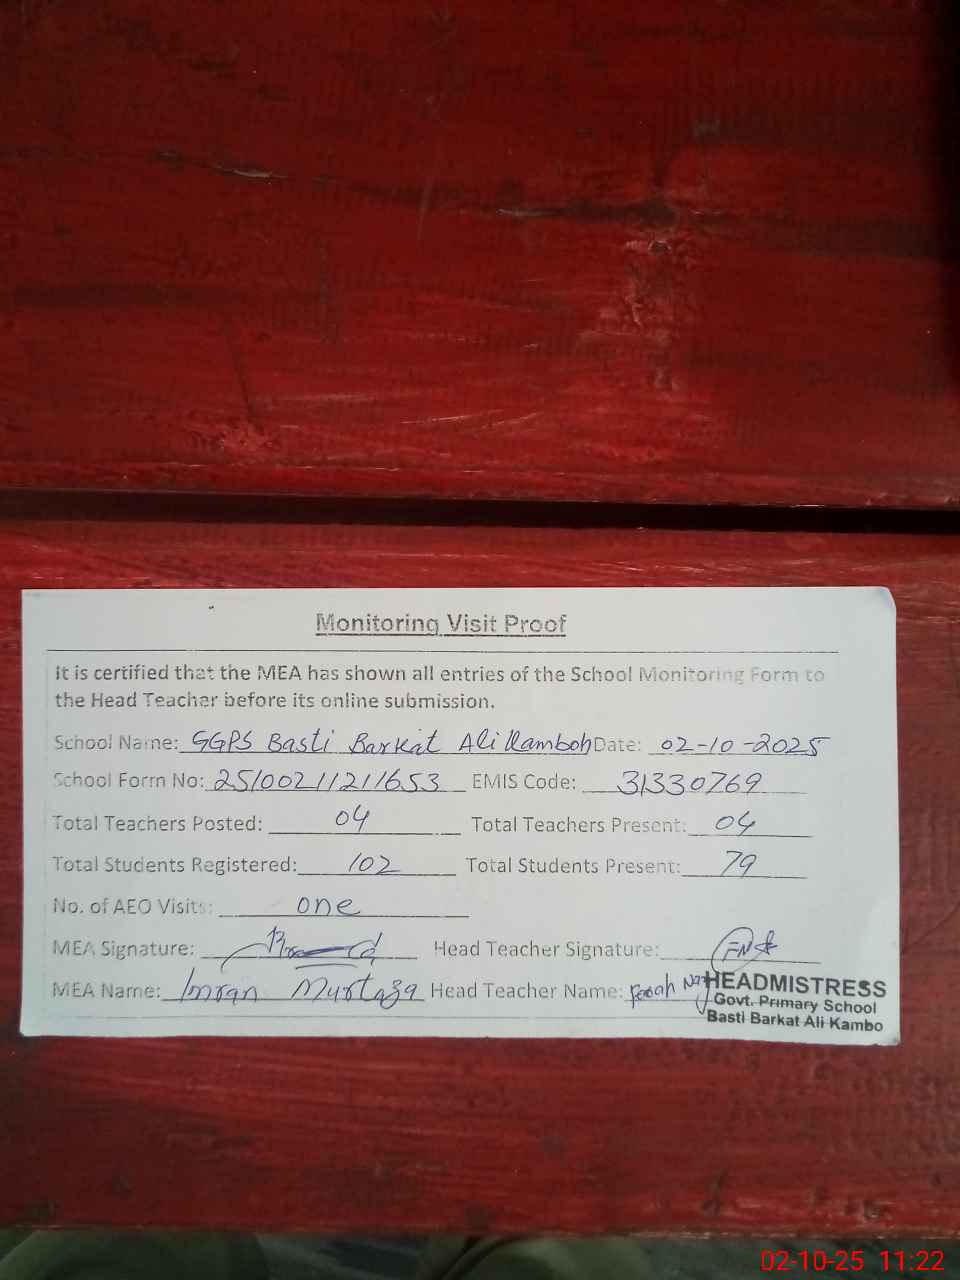 Monitoring Visit Proof
It is certified that the MEA has shown all entries of the School Monitoring Form to
the Head Teacher before its online submission.
School Name: GGPS Basti Barkat Ali Kamboh Date: 02-10-2025
School Form No: 25100211211653 EMIS Code: 31330769
Total Teachers Posted: 04 Total Teachers Present: 04
Total Students Registered: 102 Total Students Present: 79
No. of AEO Visits: one
MEA Signature: Head Teacher Signature:
MEA Name: Imran Murtaza Head Teacher Name: Farah
HEADMISTRESS
Govt. Primary School
Basti Barkat Ali Kambo
02-10-25 11:22